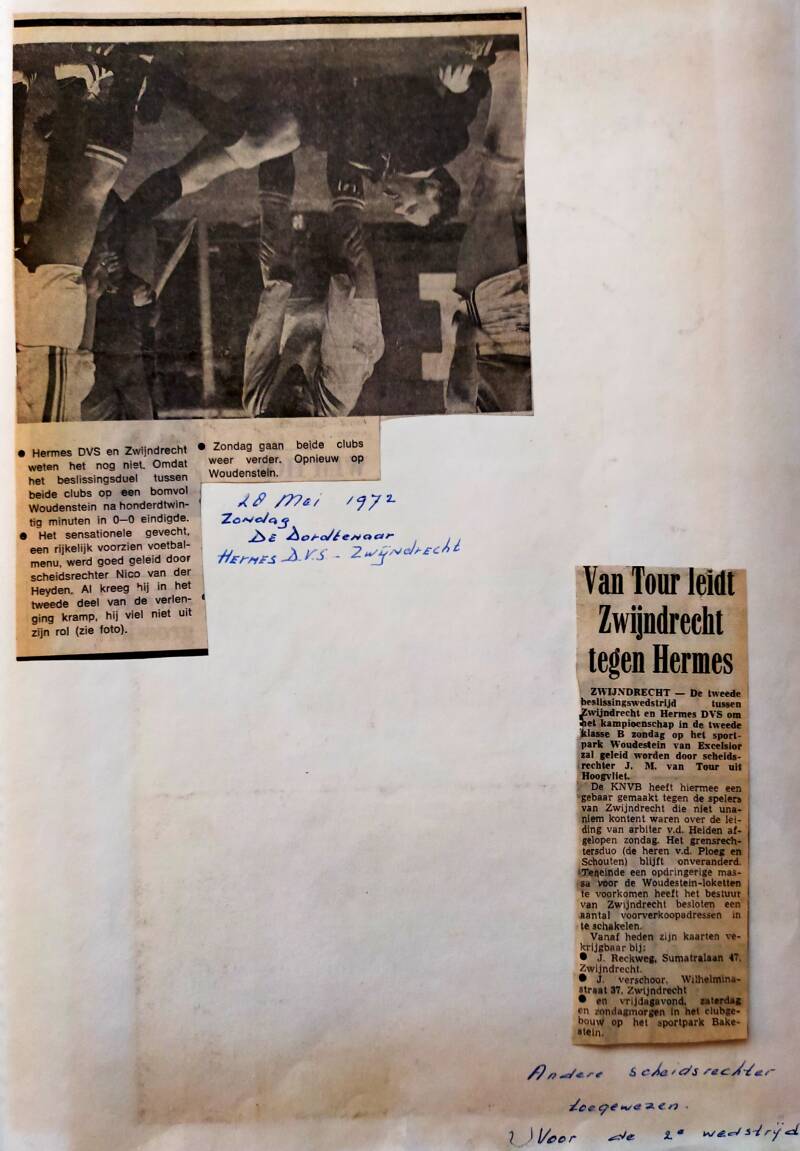 ● Hermes DVS en Zwijndrecht
weten het nog niet. Omdat
het beslissingsduel tussen
beide clubs op een bomvol
Woudenstein na honderdtwin-
tig minuten in 0—0 eindigde.
● Het sensationele gevecht,
een rijkelijk voorzien voetbal-
menu, werd goed geleid door
scheidsrechter Nico van der
Heyden. Al kreeg hij in het
tweede deel van de verlen-
ging kramp, hij viel niet uit
zijn rol (zie foto).
● Zondag gaan beide clubs
weer verder. Opnieuw op
Woudenstein.
28 Mei 1972
Zondag
De Dordtenaar
Hermes D.V.S - Zwijndrecht
Van Tour leidt
Zwijndrecht
tegen Hermes
ZWIJNDRECHT — De tweede
beslissingswedstrijd tussen
Zwijndrecht en Hermes DVS om
het kampioenschap in de tweede
klasse B zondag op het sport-
park Woudestein van Excelsior
zal geleid worden door scheids-
rechter J. M. van Tour uit
Hoogvliet.
De KNVB heeft hiermee een
gebaar gemaakt tegen de spelers
van Zwijndrecht die niet una-
niem kontent waren over de lei-
ding van arbiter v.d. Heiden af-
gelopen zondag. Het grensrech-
tersduo (de heren v.d. Ploeg en
Schouten) blijft onveranderd.
Teneinde een opdringerige mas-
sa voor de Woudestein-loketten
te voorkomen heeft het bestuur
van Zwijndrecht besloten een
aantal voorverkoopadressen in
te schakelen.
Vanaf heden zijn kaarten ve-
krijgbaar bij:
● J. Reckweg, Sumatralaan 47,
Zwijndrecht.
● J. verschoor, Wilhelmina-
straat 37, Zwijndrecht
● en vrijdagavond, zaterdag
en zondagmorgen in het clubge-
bouw op het sportpark Bake-
stein.
Andere scheidsrechter
toegewezen.
Voor de 2e wedstrijd